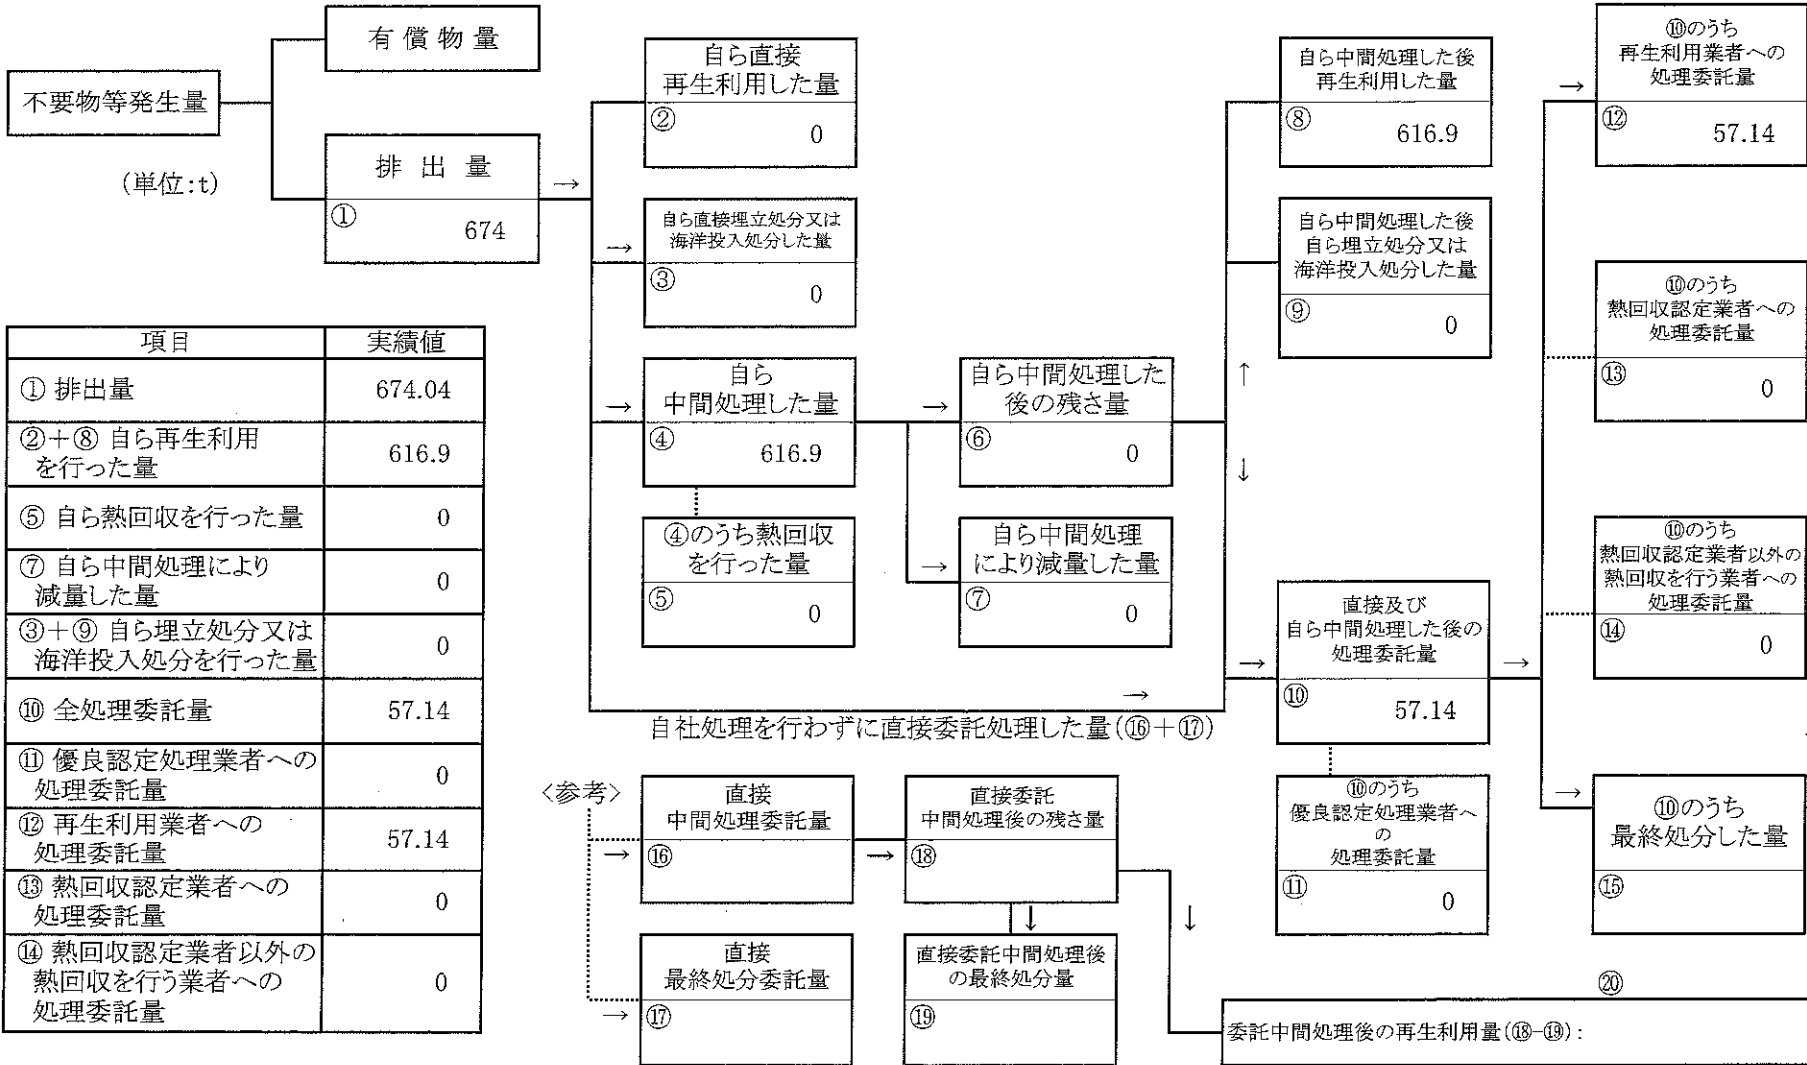 有償物量
不要物等発生量
(単位:t)
排出量
→
①
674
自ら直接
再生利用した量
②
0
→
自ら直接埋立処分又は
海洋投入処分した量
③
0
→
自ら
中間処理した量
④
616.9
④のうち熱回収
を行った量
⑤
0
→
自ら中間処理した
後の残さ量
⑥
0
→
自ら中間処理
により減量した量
⑦
0
自ら中間処理した後
再生利用した量
⑧
616.9
自ら中間処理した後
自ら埋立処分又は
海洋投入処分した量
⑨
0
↑
↓
→
自社処理を行わずに直接委託処理した量(⑯+⑰)
→
直接及び
自ら中間処理した後の
処理委託量
⑩
57.14
⑩のうち
優良認定処理業者へ
の
処理委託量
⑪
0
→
→
⑩のうち
再生利用業者への
処理委託量
⑫
57.14
⑩のうち
熱回収認定業者への
処理委託量
⑬
0
⑩のうち
熱回収認定業者以外の
熱回収を行う業者への
処理委託量
⑭
0
→
⑩のうち
最終処分した量
⑮
項目 実績値
① 排出量 674.04
②+⑧ 自ら再生利用
を行った量 616.9
⑤ 自ら熱回収を行った量 0
⑦ 自ら中間処理により
減量した量 0
③+⑨ 自ら埋立処分又は
海洋投入処分を行った量 0
⑩ 全処理委託量 57.14
⑪ 優良認定処理業者への
処理委託量 0
⑫ 再生利用業者への
処理委託量 57.14
⑬ 熱回収認定業者への
処理委託量 0
⑭ 熱回収認定業者以外の
熱回収を行う業者への
処理委託量 0
<参考>
→
直接
中間処理委託量
⑯
→
直接委託
中間処理後の残さ量
⑱
↓
↓
→
直接
最終処分委託量
⑰
直接委託中間処理後
の最終処分量
⑲
⑳
委託中間処理後の再生利用量(⑱-⑲):